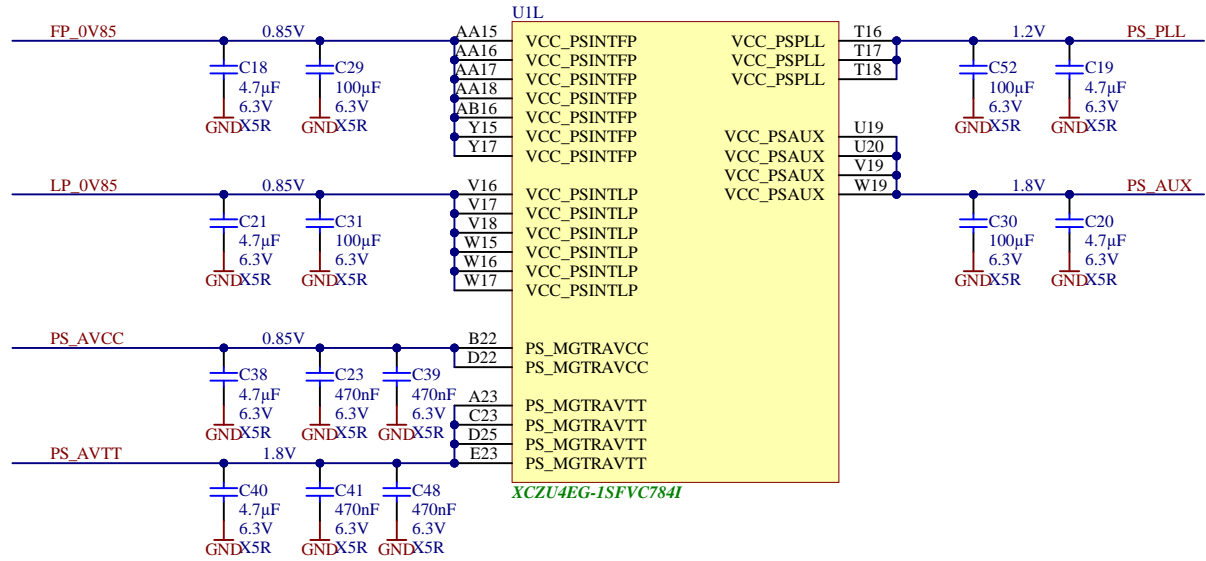 U1L
FP_0V85 0.85V
C18
4.7µF
6.3V
X5R
GND
C29
100µF
6.3V
X5R
GND
AA15 VCC_PSINTFP
AA16 VCC_PSINTFP
AA17 VCC_PSINTFP
AA18 VCC_PSINTFP
AB16 VCC_PSINTFP
Y15 VCC_PSINTFP
Y17 VCC_PSINTFP
VCC_PSPLL T16
VCC_PSPLL T17
VCC_PSPLL T18
1.2V PS_PLL
C52
100µF
6.3V
X5R
GND
C19
4.7µF
6.3V
X5R
GND
LP_0V85 0.85V
C21
4.7µF
6.3V
X5R
GND
C31
100µF
6.3V
X5R
GND
V16 VCC_PSINTLP
V17 VCC_PSINTLP
V18 VCC_PSINTLP
W15 VCC_PSINTLP
W16 VCC_PSINTLP
W17 VCC_PSINTLP
VCC_PSAUX U19
VCC_PSAUX U20
VCC_PSAUX V19
VCC_PSAUX W19
1.8V PS_AUX
C30
100µF
6.3V
X5R
GND
C20
4.7µF
6.3V
X5R
GND
PS_AVCC 0.85V
C38
4.7µF
6.3V
X5R
GND
C23
470nF
6.3V
X5R
GND
C39
470nF
6.3V
X5R
GND
B22 PS_MGTRAVCC
D22 PS_MGTRAVCC
A23 PS_MGTRAVTT
C23 PS_MGTRAVTT
D25 PS_MGTRAVTT
E23 PS_MGTRAVTT
PS_AVTT 1.8V
C40
4.7µF
6.3V
X5R
GND
C41
470nF
6.3V
X5R
GND
C48
470nF
6.3V
X5R
GND
XCZU4EG-1SFVC784I